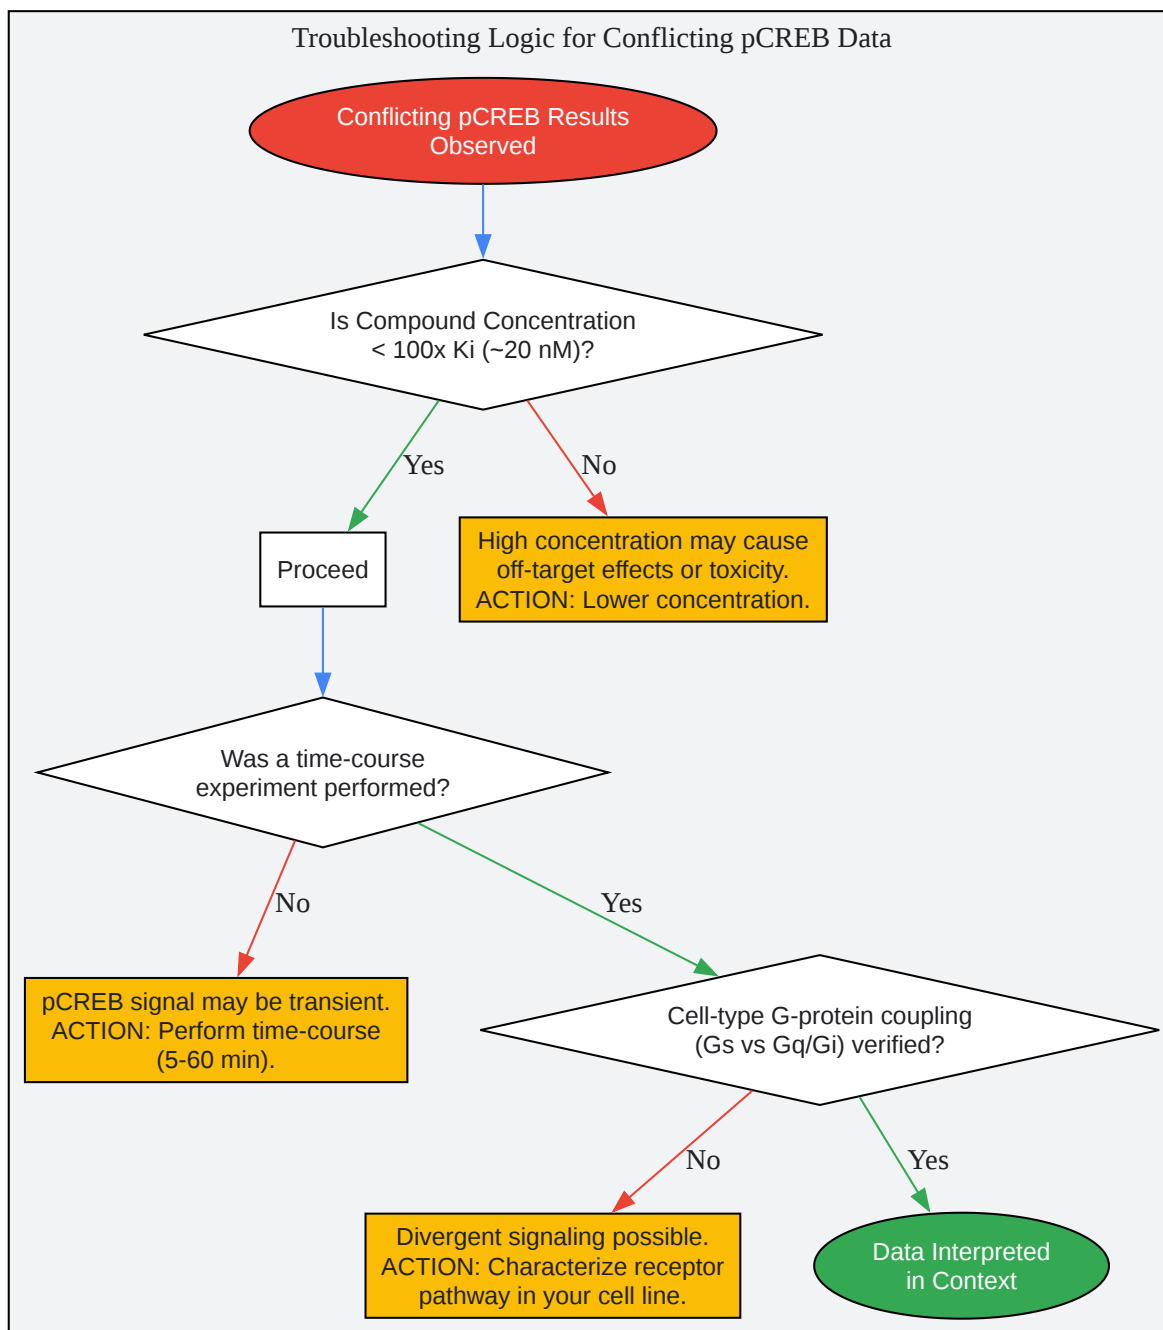 Troubleshooting Logic for Conflicting pCREB Data
Conflicting pCREB Results
Observed
Is Compound Concentration
< 100x Ki (~20 nM)?
Yes
No
High concentration may cause
off-target effects or toxicity.
ACTION: Lower concentration.
Proceed
Was a time-course
experiment performed?
No
Yes
pCREB signal may be transient.
ACTION: Perform time-course
(5-60 min).
Cell-type G-protein coupling
(Gs vs Gq/Gi) verified?
No
Yes
Divergent signaling possible.
ACTION: Characterize receptor
pathway in your cell line.
Data Interpreted
in Context